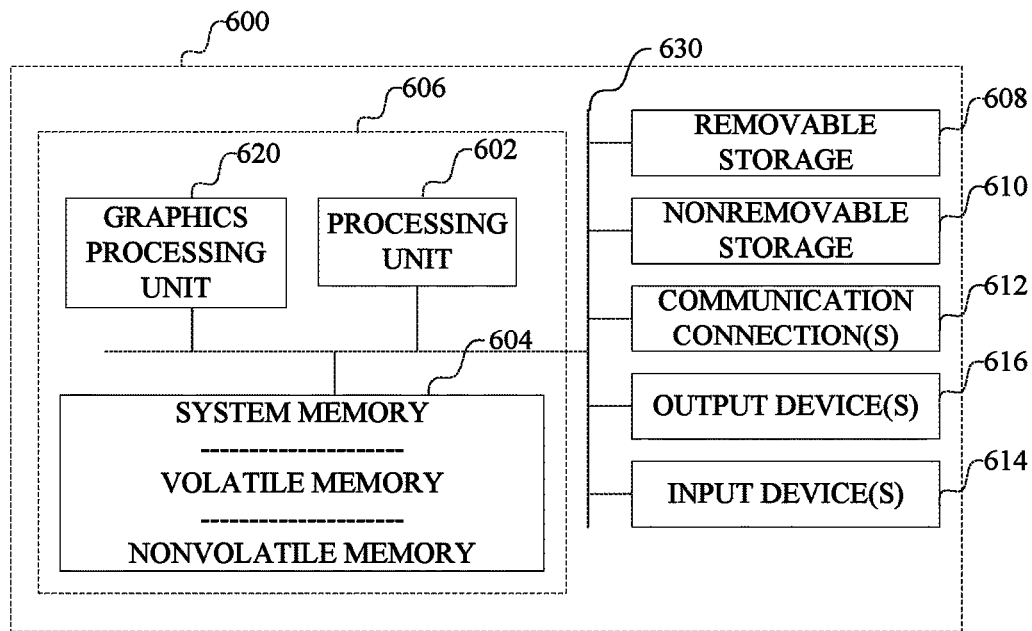 600
630
606
608
620
602
REMOVABLE
STORAGE
GRAPHICS
PROCESSING
UNIT
PROCESSING
UNIT
610
NONREMOVABLE
STORAGE
612
COMMUNICATION
CONNECTION(S)
604
SYSTEM MEMORY
VOLATILE MEMORY
NONVOLATILE MEMORY
616
OUTPUT DEVICE(S)
614
INPUT DEVICE(S)